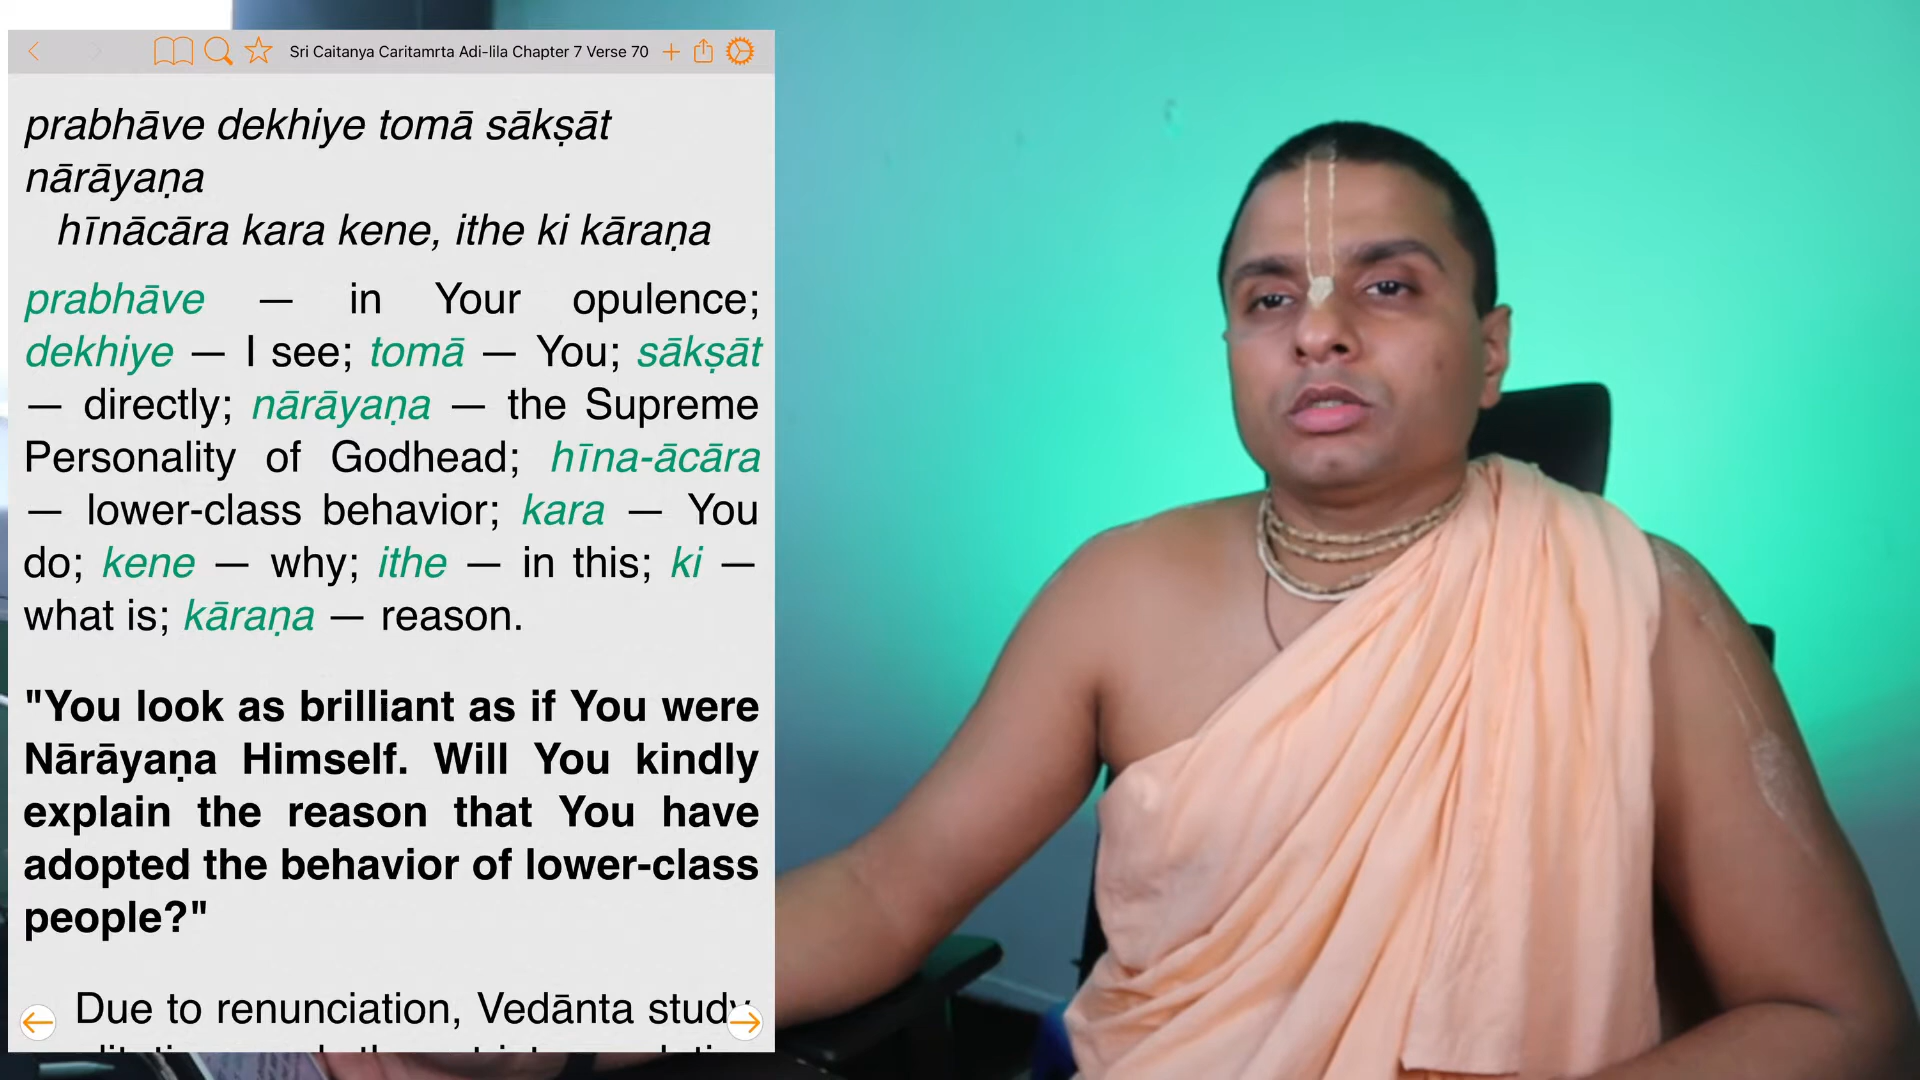 Sri Caitanya Caritamrta Adi-lila Chapter 7 Verse 70
prabhāve dekhiye tomā sākṣāt
nārāyaṇa
hīnācāra kara kene, ithe ki kāraṇa
prabhāve — in Your opulence;
dekhiye — I see; tomā — You; sākṣāt
— directly; nārāyaṇa — the Supreme
Personality of Godhead; hīna-ācāra
— lower-class behavior; kara — You
do; kene — why; ithe — in this; ki —
what is; kāraṇa — reason.
"You look as brilliant as if You were
Nārāyaṇa Himself. Will You kindly
explain the reason that You have
adopted the behavior of lower-class
people?"
Due to renunciation, Vedānta study,